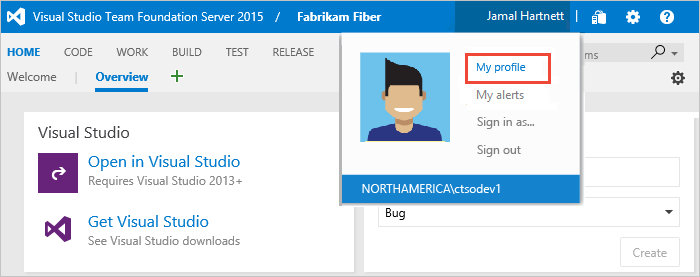 Visual Studio Team Foundation Server 2015 / Fabrikam Fiber Jamal Hartnett
HOME CODE WORK BUILD TEST RELEASE
Welcome Overview
My profile
My alerts
Sign in as...
Sign out
NORTHAMERICA\ctsodev1
Visual Studio
Open in Visual Studio
Requires Visual Studio 2013+
Get Visual Studio
See Visual Studio downloads
Bug
Create